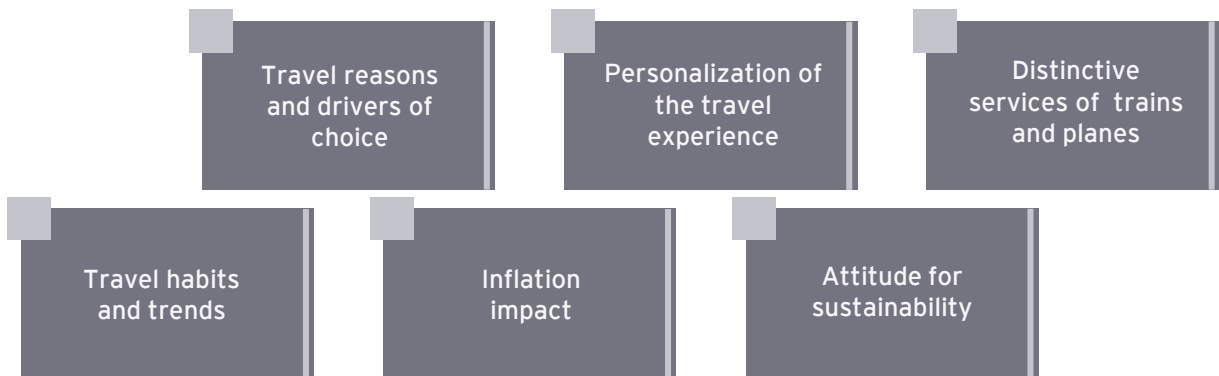 Travel reasons
and drivers of
choice
Personalization of
the travel
experience
Distinctive
services of trains
and planes
Travel habits
and trends
Inflation
impact
Attitude for
sustainability